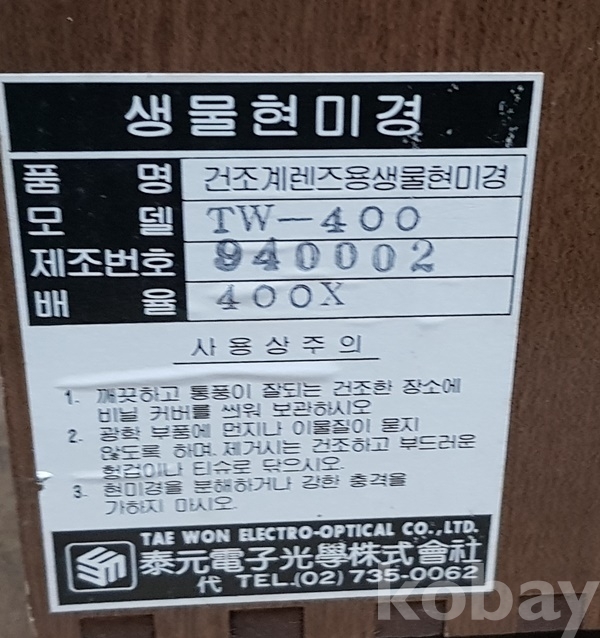 생물현미경
품 명 건조계렌즈용생물현미경
모 델 TW-400
제조번호 940002
배 율 400X
사용상주의
1. 깨끗하고 통풍이 잘되는 건조한 장소에
비닐 커버를 씌워 보관하시오
2. 광학 부품에 먼지나 이물질이 묻지
않도록 하며. 제거시는 건조하고 부드러운
헝겊이나 티슈로 닦으시오.
3. 현미경을 분해하거나 강한 충격을
가하지 마시오.
TAE WON ELECTRO-OPTICAL CO.,LTD.
泰元電子光學株式會社
代 TEL.(02) 735-0062
kobay